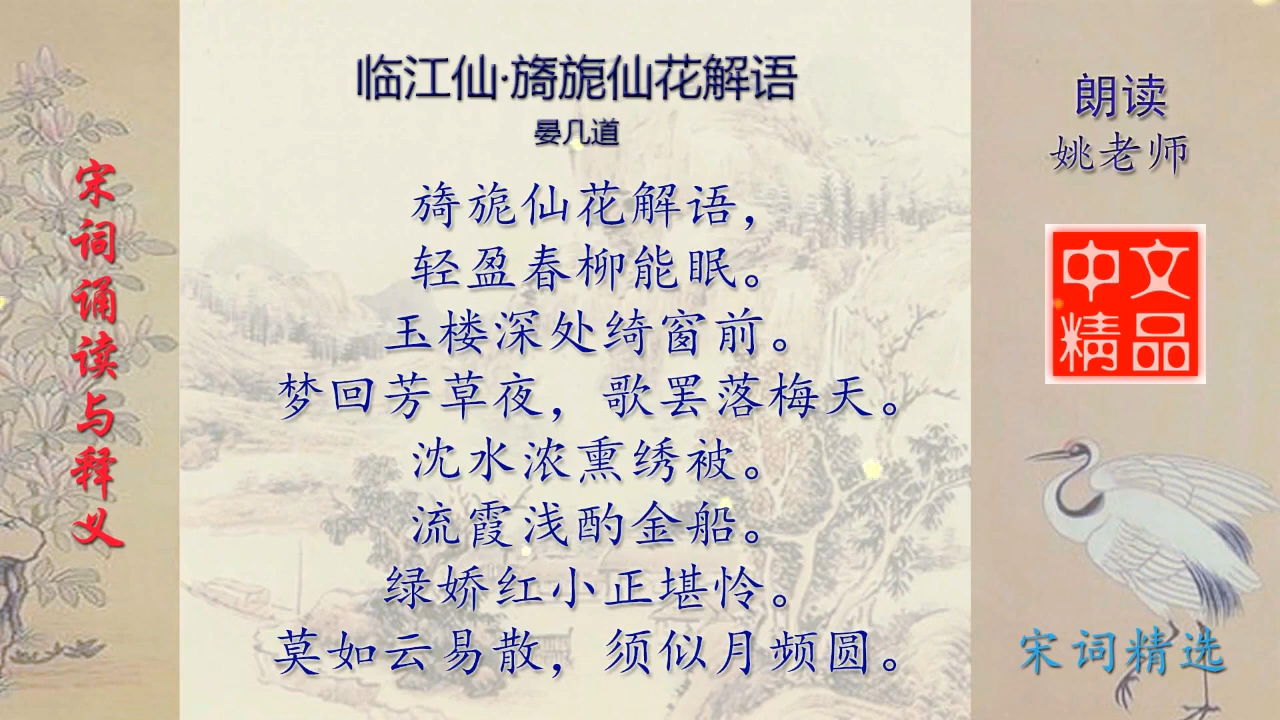 临江仙·旖旎仙花解语
晏几道
旖旎仙花解语，
轻盈春柳能眠。
玉楼深处绮窗前。
梦回芳草夜，歌罢落梅天。
沈水浓熏绣被。
流霞浅酌金船。
绿娇红小正堪怜。
莫如云易散，须似月频圆。
宋词诵读与释义
朗读
姚老师
中文
精品
宋词精选